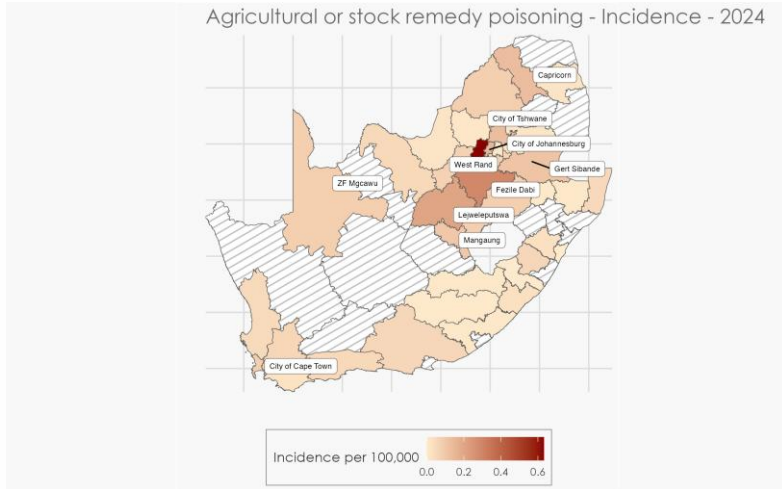 Agricultural or stock remedy poisoning - Incidence - 2024
Capricorn
City of Tshwane
City of Johannesburg
West Rand
Gert Sibande
ZF Mgcawu
Fezile Dabi
Lejweleputswa
Mangaung
City of Cape Town
Incidence per 100,000
0.0 0.2 0.4 0.6